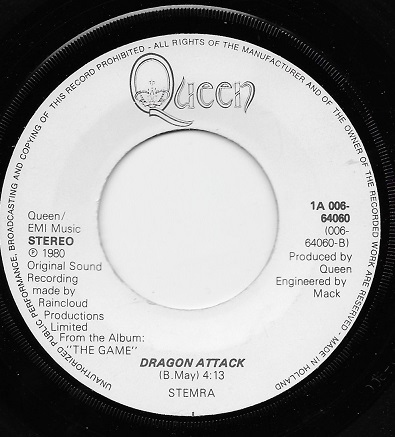 UNAUTHORIZED PUBLIC PERFORMANCE, BROADCASTING AND COPYING OF THIS RECORD PROHIBITED - ALL RIGHTS OF THE MANUFACTURER AND OF THE OWNER OF THE RECORDED WORK ARE RESERVED - MADE IN HOLLAND
Queen
Queen/
EMI Music
STEREO
℗ 1980
Original Sound
Recording
made by
Raincloud
Productions
Limited
From the Album:
"THE GAME"
1A 006-
64060
(006-
64060-B)
Produced by
Queen
Engineered by
Mack
DRAGON ATTACK
(B.May) 4:13
STEMRA